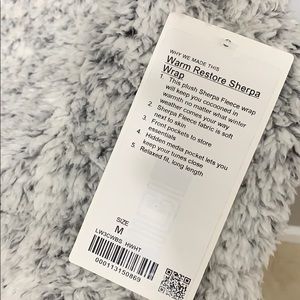 WHY WE MADE THIS
Warm Restore Sherpa
Wrap
1. This plush Sherpa Fleece wrap
will keep you cocooned in
warmth no matter what winter
weather comes your way
2. Sherpa Fleece fabric is soft
next to skin
3. Front pockets to store
essentials
4. Hidden media pocket lets you
keep your tunes close
5. Relaxed fit, long length
SIZE
M
LW3CWBS HWHT
000113150869